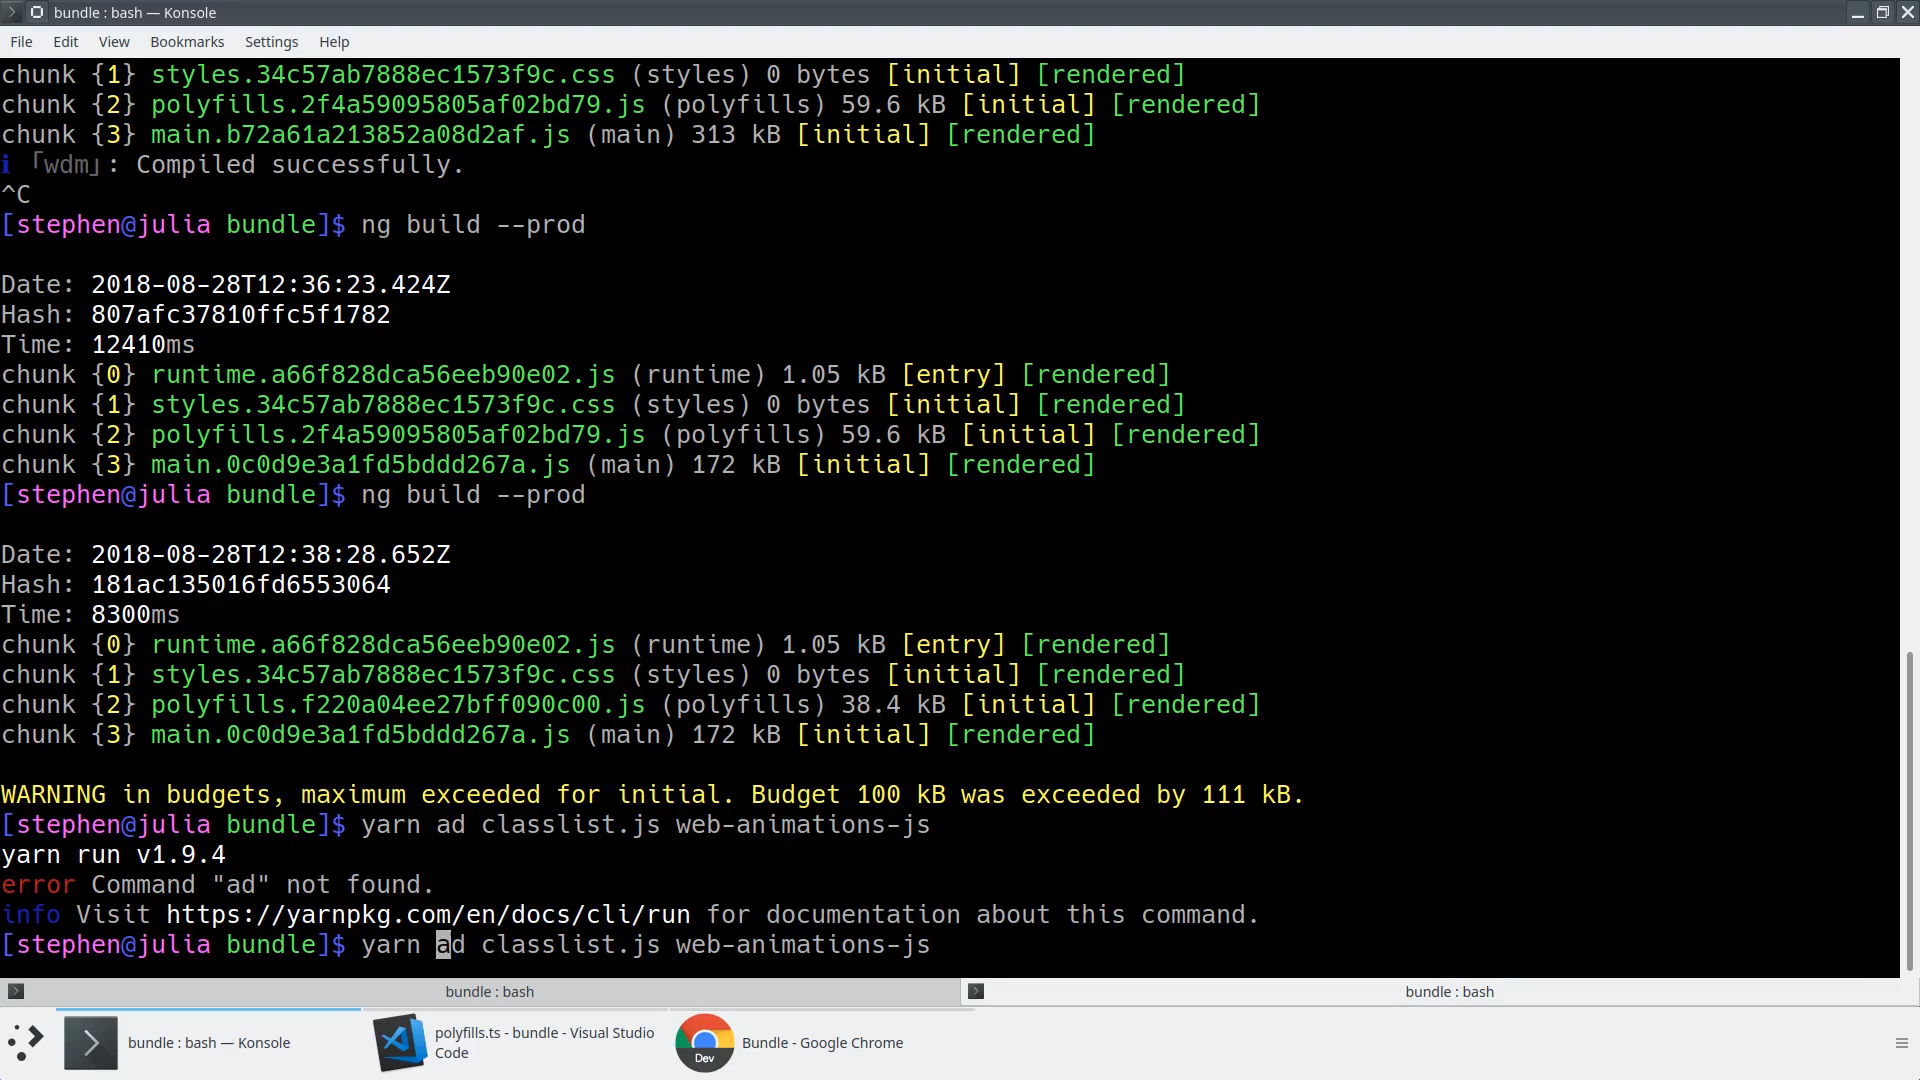 bundle : bash — Konsole
File Edit View Bookmarks Settings Help
chunk {1} styles.34c57ab7888ec1573f9c.css (styles) 0 bytes [initial] [rendered]
chunk {2} polyfills.2f4a59095805af02bd79.js (polyfills) 59.6 kB [initial] [rendered]
chunk {3} main.b72a61a213852a08d2af.js (main) 313 kB [initial] [rendered]
ℹ ｢wdm｣: Compiled successfully.
^C
[stephen@julia bundle]$ ng build --prod
Date: 2018-08-28T12:36:23.424Z
Hash: 807afc37810ffc5f1782
Time: 12410ms
chunk {0} runtime.a66f828dca56eeb90e02.js (runtime) 1.05 kB [entry] [rendered]
chunk {1} styles.34c57ab7888ec1573f9c.css (styles) 0 bytes [initial] [rendered]
chunk {2} polyfills.2f4a59095805af02bd79.js (polyfills) 59.6 kB [initial] [rendered]
chunk {3} main.0c0d9e3a1fd5bddd267a.js (main) 172 kB [initial] [rendered]
[stephen@julia bundle]$ ng build --prod
Date: 2018-08-28T12:38:28.652Z
Hash: 181ac135016fd6553064
Time: 8300ms
chunk {0} runtime.a66f828dca56eeb90e02.js (runtime) 1.05 kB [entry] [rendered]
chunk {1} styles.34c57ab7888ec1573f9c.css (styles) 0 bytes [initial] [rendered]
chunk {2} polyfills.f220a04ee27bff090c00.js (polyfills) 38.4 kB [initial] [rendered]
chunk {3} main.0c0d9e3a1fd5bddd267a.js (main) 172 kB [initial] [rendered]
WARNING in budgets, maximum exceeded for initial. Budget 100 kB was exceeded by 111 kB.
[stephen@julia bundle]$ yarn ad classlist.js web-animations-js
yarn run v1.9.4
error Command "ad" not found.
info Visit https://yarnpkg.com/en/docs/cli/run for documentation about this command.
[stephen@julia bundle]$ yarn ad classlist.js web-animations-js
bundle : bash
bundle : bash
bundle : bash — Konsole
polyfills.ts - bundle - Visual Studio
Code
Dev
Bundle - Google Chrome